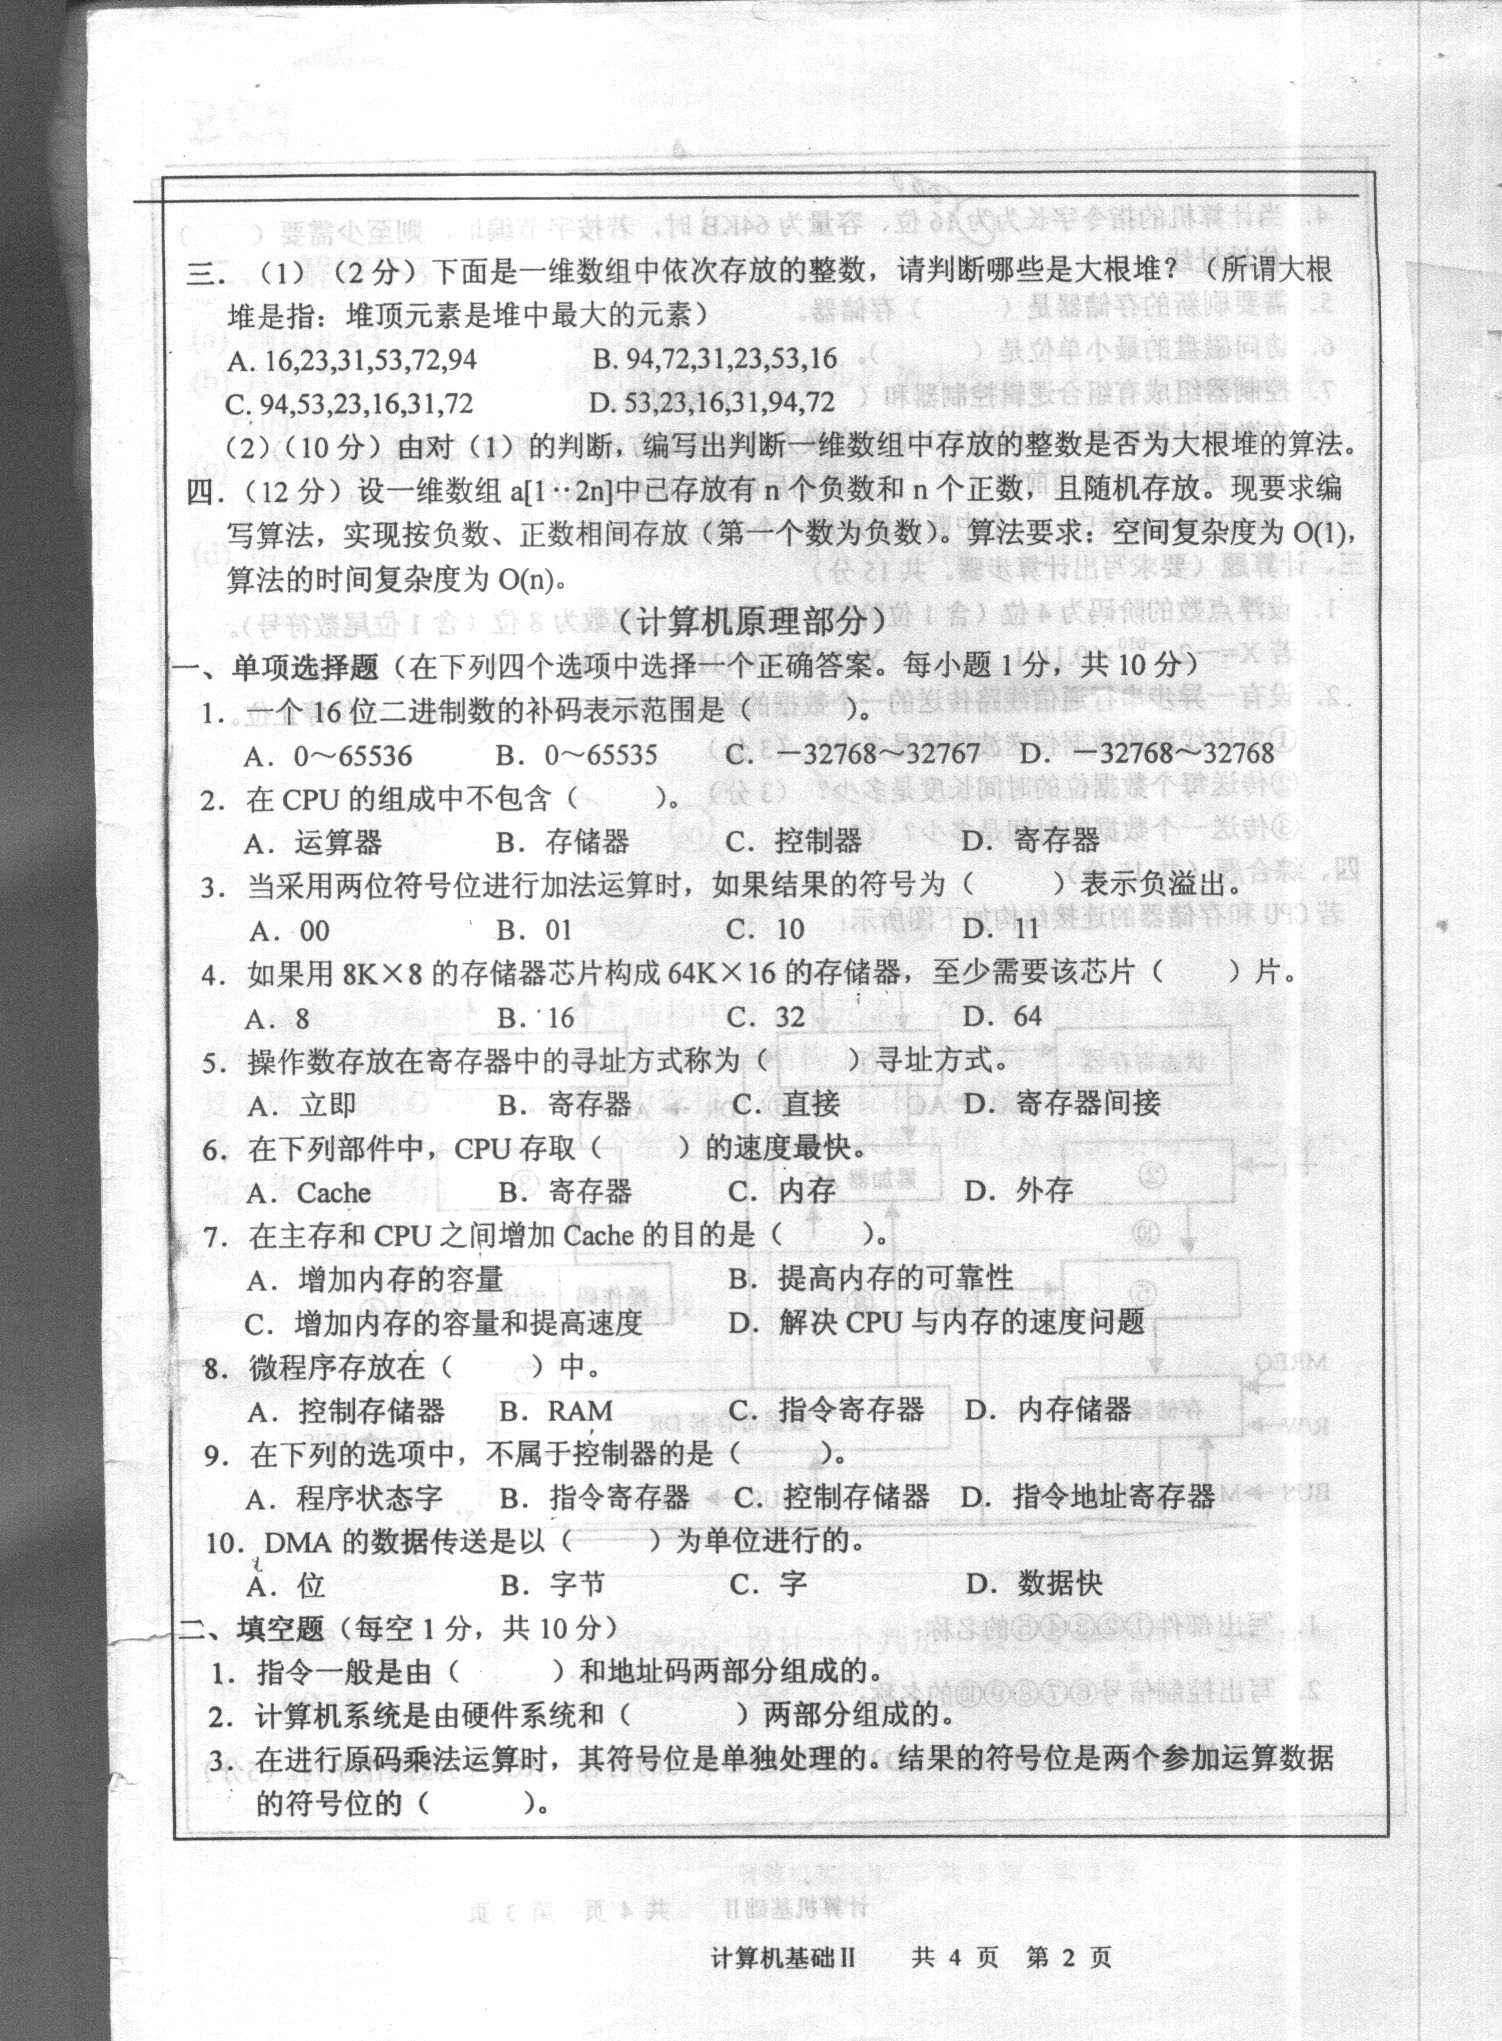 三．（1）（2 分）下面是一维数组中依次存放的整数，请判断哪些是大根堆？（所谓大根
堆是指：堆顶元素是堆中最大的元素）
A. 16,23,31,53,72,94 B. 94,72,31,23,53,16
C. 94,53,23,16,31,72 D. 53,23,16,31,94,72
（2）（10 分）由对（1）的判断，编写出判断一维数组中存放的整数是否为大根堆的算法。
四．（12 分）设一维数组 a[1‥2n]中已存放有 n 个负数和 n 个正数，且随机存放。现要求编
写算法，实现按负数、正数相间存放（第一个数为负数）。算法要求：空间复杂度为 O(1)，
算法的时间复杂度为 O(n)。
（计算机原理部分）
一、单项选择题（在下列四个选项中选择一个正确答案。每小题 1 分，共 10 分）
1．一个 16 位二进制数的补码表示范围是（ ）。
A．0～65536 B．0～65535 C．－32768～32767 D．－32768～32768
2．在 CPU 的组成中不包含（ ）。
A．运算器 B．存储器 C．控制器 D．寄存器
3．当采用两位符号位进行加法运算时，如果结果的符号为（ ）表示负溢出。
A．00 B．01 C．10 D．11
4．如果用 8K×8 的存储器芯片构成 64K×16 的存储器，至少需要该芯片（ ）片。
A．8 B．16 C．32 D．64
5．操作数存放在寄存器中的寻址方式称为（ ）寻址方式。
A．立即 B．寄存器 C．直接 D．寄存器间接
6．在下列部件中，CPU 存取（ ）的速度最快。
A．Cache B．寄存器 C．内存 D．外存
7．在主存和 CPU 之间增加 Cache 的目的是（ ）。
A．增加内存的容量 B．提高内存的可靠性
C．增加内存的容量和提高速度 D．解决 CPU 与内存的速度问题
8．微程序存放在（ ）中。
A．控制存储器 B．RAM C．指令寄存器 D．内存储器
9．在下列的选项中，不属于控制器的是（ ）。
A．程序状态字 B．指令寄存器 C．控制存储器 D．指令地址寄存器
10．DMA 的数据传送是以（ ）为单位进行的。
A．位 B．字节 C．字 D．数据快
二、填空题（每空 1 分，共 10 分）
1．指令一般是由（ ）和地址码两部分组成的。
2．计算机系统是由硬件系统和（ ）两部分组成的。
3．在进行原码乘法运算时，其符号位是单独处理的。结果的符号位是两个参加运算数据
的符号位的（ ）。
计算机基础Ⅱ 共 4 页 第 2 页